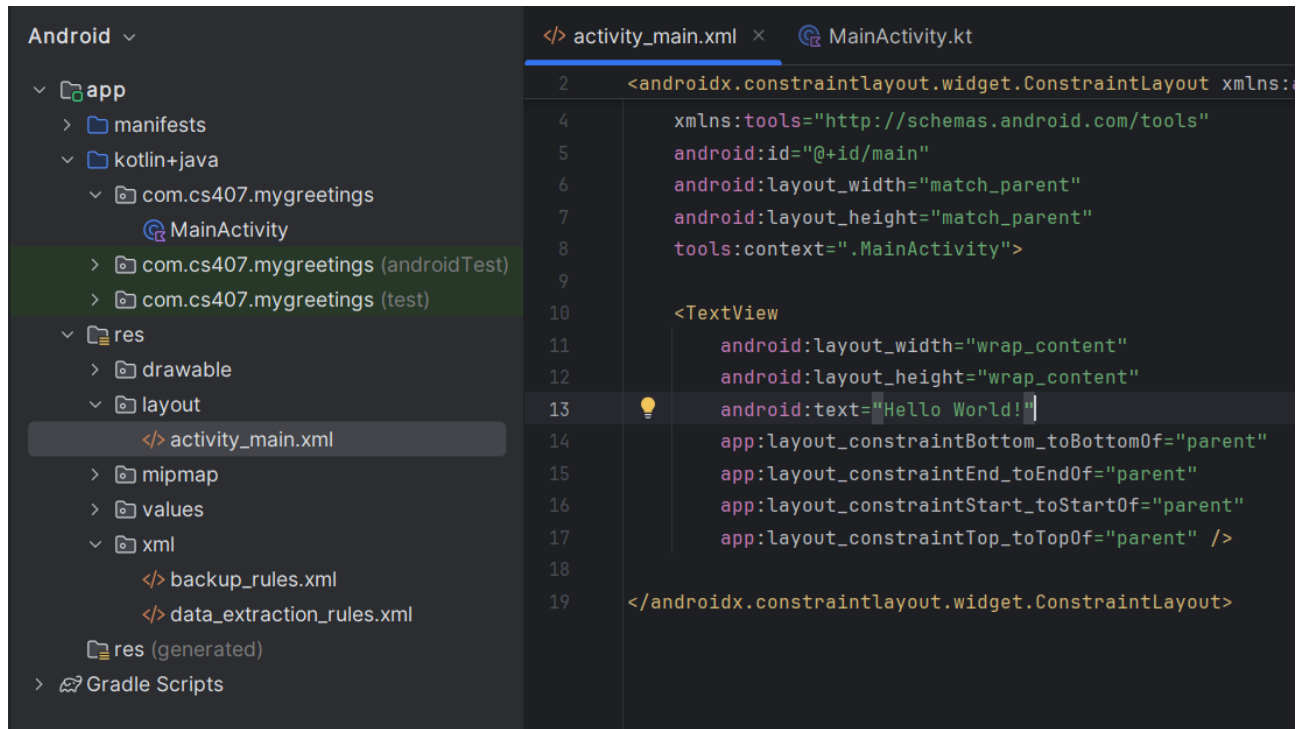 Android
app
manifests
kotlin+java
com.cs407.mygreetings
MainActivity
com.cs407.mygreetings (androidTest)
com.cs407.mygreetings (test)
res
drawable
layout
activity_main.xml
mipmap
values
xml
backup_rules.xml
data_extraction_rules.xml
res (generated)
Gradle Scripts
activity_main.xml MainActivity.kt
2 <androidx.constraintlayout.widget.ConstraintLayout xmlns:
4 xmlns:tools="http://schemas.android.com/tools"
5 android:id="@+id/main"
6 android:layout_width="match_parent"
7 android:layout_height="match_parent"
8 tools:context=".MainActivity">
9
10 <TextView
11 android:layout_width="wrap_content"
12 android:layout_height="wrap_content"
13 android:text="Hello World!"
14 app:layout_constraintBottom_toBottomOf="parent"
15 app:layout_constraintEnd_toEndOf="parent"
16 app:layout_constraintStart_toStartOf="parent"
17 app:layout_constraintTop_toTopOf="parent" />
18
19 </androidx.constraintlayout.widget.ConstraintLayout>